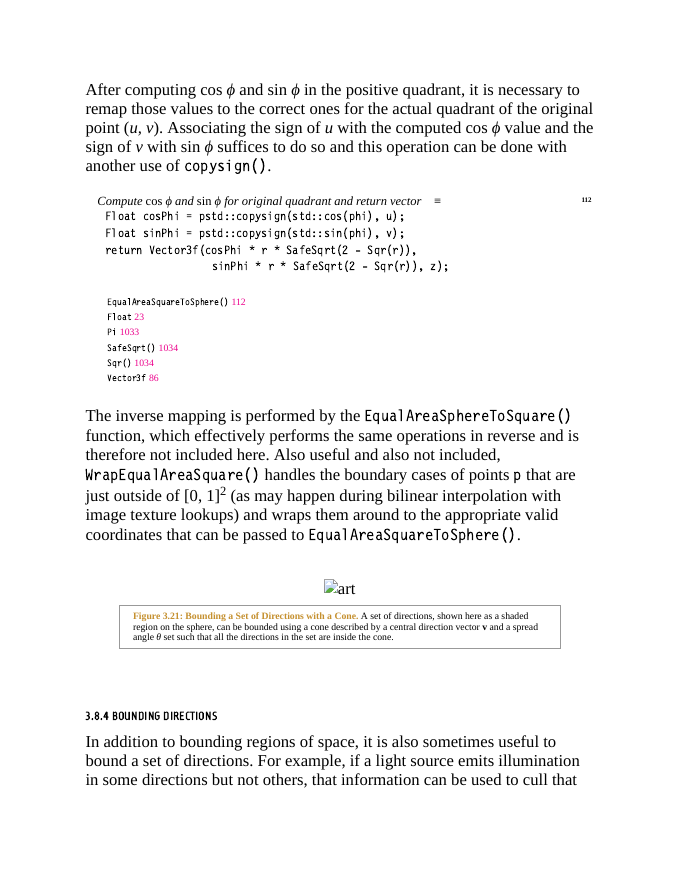 After computing cos ϕ and sin ϕ in the positive quadrant, it is necessary to
remap those values to the correct ones for the actual quadrant of the original
point (u, v). Associating the sign of u with the computed cos ϕ value and the
sign of v with sin ϕ suffices to do so and this operation can be done with
another use of copysign().
Compute cos ϕ and sin ϕ for original quadrant and return vector ≡ 112
Float cosPhi = pstd::copysign(std::cos(phi), u);
Float sinPhi = pstd::copysign(std::sin(phi), v);
return Vector3f(cosPhi * r * SafeSqrt(2 - Sqr(r)),
sinPhi * r * SafeSqrt(2 - Sqr(r)), z);
EqualAreaSquareToSphere() 112
Float 23
Pi 1033
SafeSqrt() 1034
Sqr() 1034
Vector3f 86
The inverse mapping is performed by the EqualAreaSphereToSquare()
function, which effectively performs the same operations in reverse and is
therefore not included here. Also useful and also not included,
WrapEqualAreaSquare() handles the boundary cases of points p that are
just outside of [0, 1]² (as may happen during bilinear interpolation with
image texture lookups) and wraps them around to the appropriate valid
coordinates that can be passed to EqualAreaSquareToSphere().
art
Figure 3.21: Bounding a Set of Directions with a Cone. A set of directions, shown here as a shaded
region on the sphere, can be bounded using a cone described by a central direction vector v and a spread
angle θ set such that all the directions in the set are inside the cone.
3.8.4 BOUNDING DIRECTIONS
In addition to bounding regions of space, it is also sometimes useful to
bound a set of directions. For example, if a light source emits illumination
in some directions but not others, that information can be used to cull that